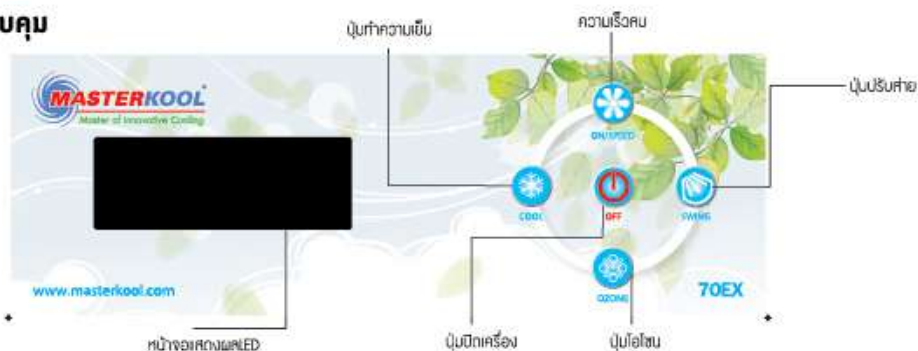 บคุม
ปุ่มทำความเย็น
ความเร็วลม
ปุ่มปรับส่าย
MASTERKOOL
Master of Innovative Cooling
ON/SPEED
COOL
OFF
SWING
OZONE
www.masterkool.com
70EX
หน้าจอแสดงผลLED
ปุ่มปิดเครื่อง
ปุ่มโอโซน